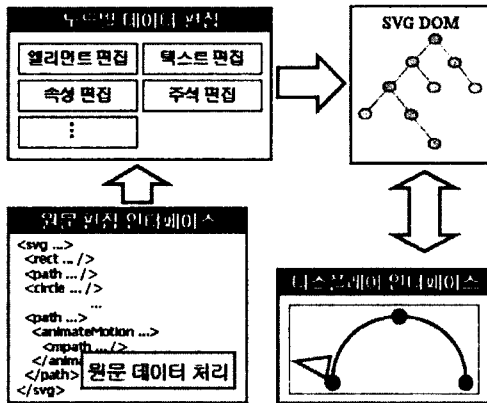 노드및 데이터 편집
엘리먼트 편집
텍스트 편집
속성 편집
주석 편집
⋮
SVG DOM
원문 편집 인터페이스
<svg ...>
<rect ... />
<path ... />
<circle ... />
...
<path ...>
<animateMotion ...>
<mpath ... />
</anima
</path>
원문 데이터 처리
</svg>
디스플레이 인터페이스